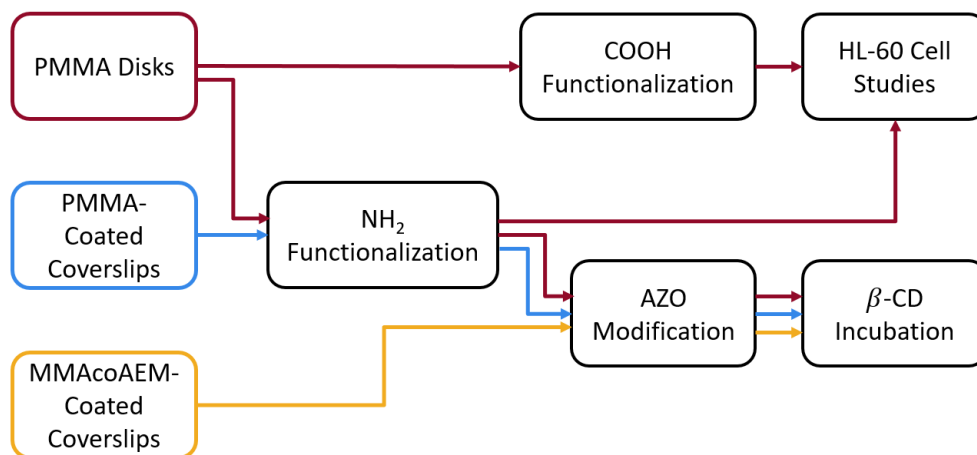 PMMA Disks
COOH
Functionalization
HL-60 Cell
Studies
PMMA-
Coated
Coverslips
NH₂
Functionalization
AZO
Modification
β-CD
Incubation
MMAcoAEM-
Coated
Coverslips